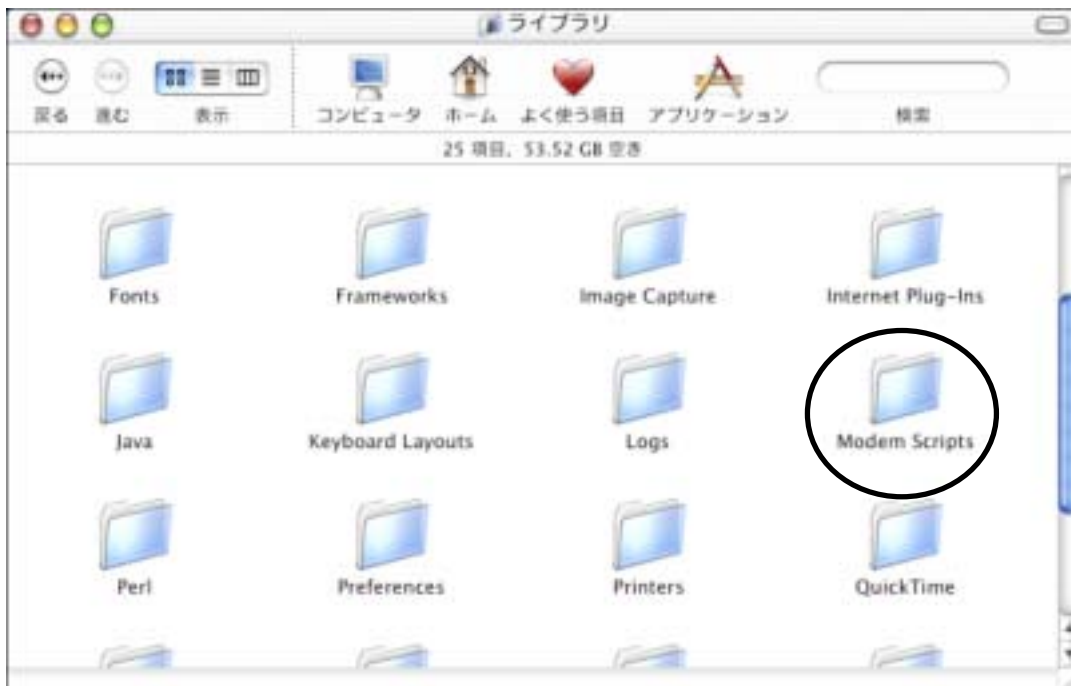 ライブラリ
戻る 進む 表示 コンピュータ ホーム よく使う項目 アプリケーション 検索
25 項目、53.52 GB 空き
Fonts Frameworks Image Capture Internet Plug-Ins
Java Keyboard Layouts Logs Modem Scripts
Perl Preferences Printers QuickTime